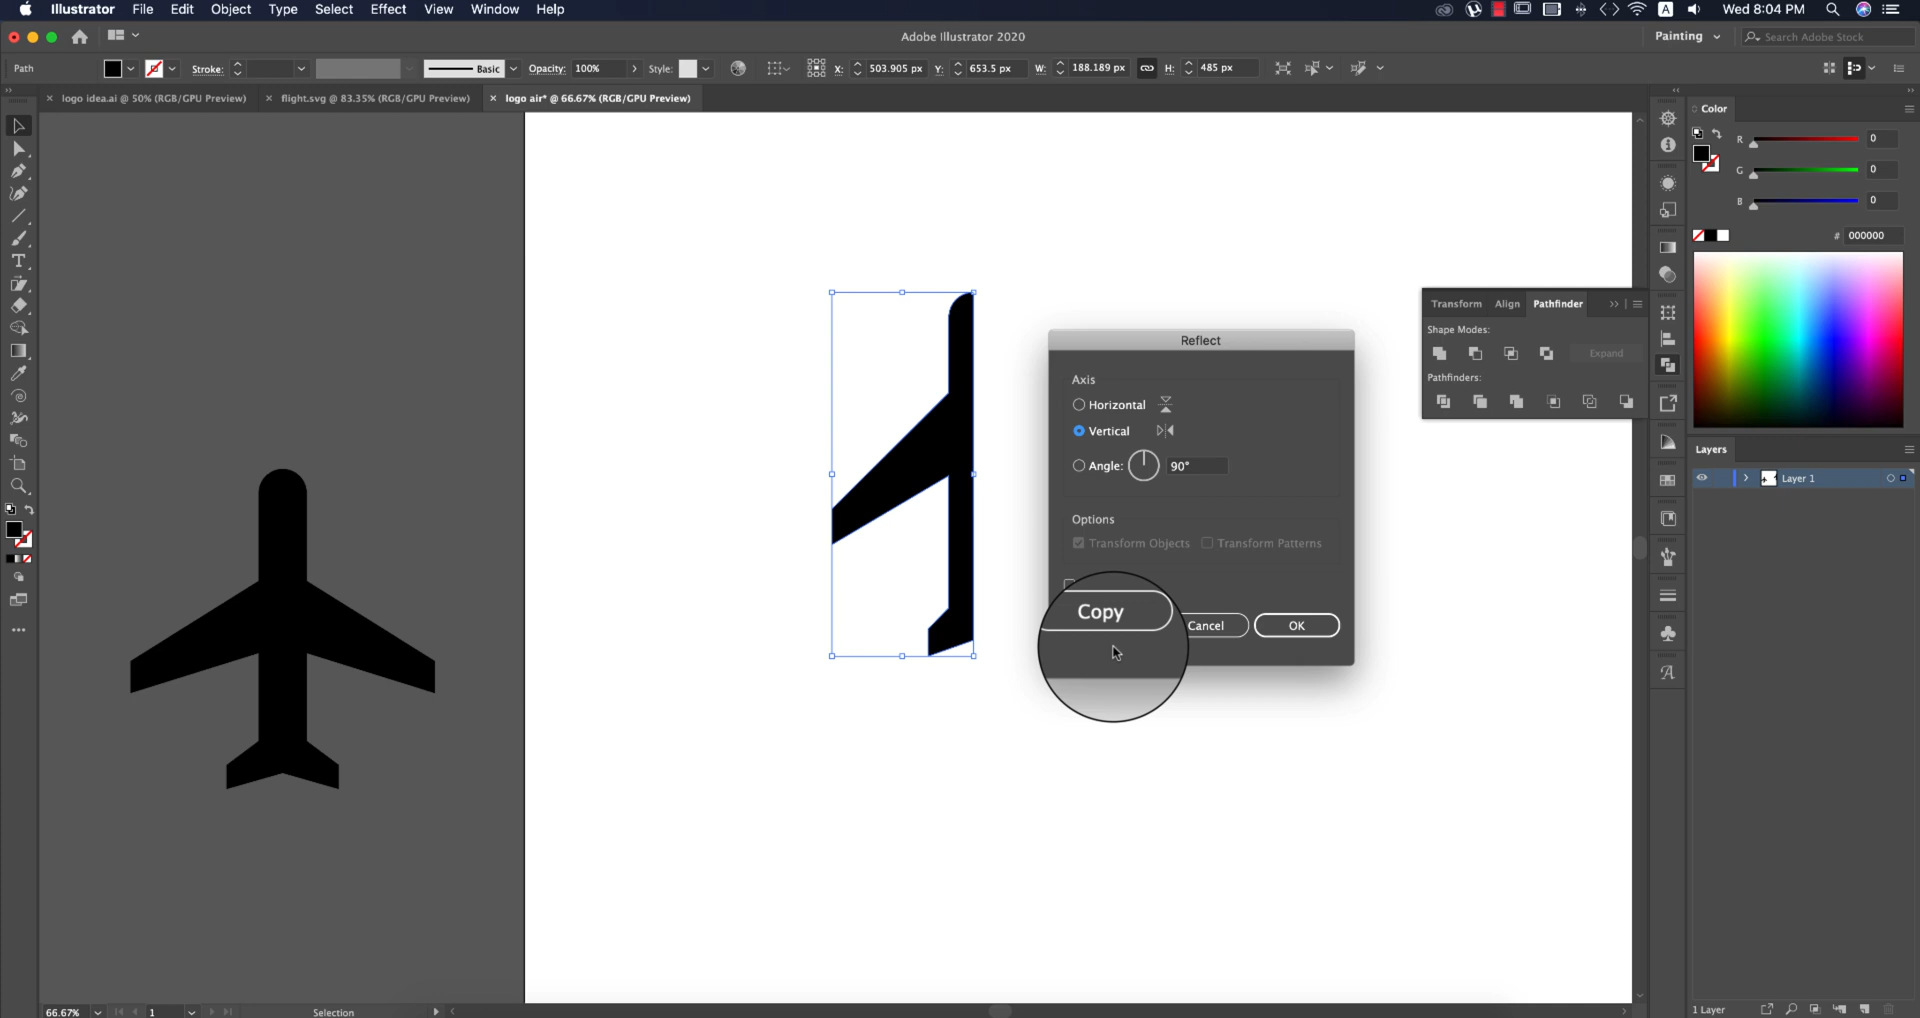 Illustrator File Edit Object Type Select Effect View Window Help
A Wed 8:04 PM
Adobe Illustrator 2020
Painting
Search Adobe Stock
Path Stroke: Basic Opacity: 100% Style: X: 503.905 px Y: 653.5 px W: 188.189 px H: 485 px
logo idea.ai @ 50% (RGB/GPU Preview)
flight.svg @ 83.35% (RGB/GPU Preview)
logo air* @ 66.67% (RGB/GPU Preview)
Color
R 0
G 0
B 0
# 000000
Transform Align Pathfinder
Shape Modes:
Expand
Pathfinders:
Reflect
Axis
Horizontal
Vertical
Angle: 90°
Options
Transform Objects Transform Patterns
Copy
Cancel OK
Layers
Layer 1
66.67% 1 Selection
1 Layer